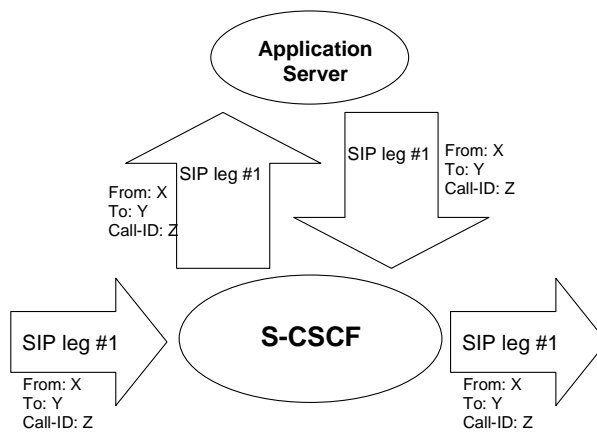 Application
Server
SIP leg #1
From: X
To: Y
Call-ID: Z
SIP leg #1
From: X
To: Y
Call-ID: Z
SIP leg #1
From: X
To: Y
Call-ID: Z
S-CSCF
SIP leg #1
From: X
To: Y
Call-ID: Z